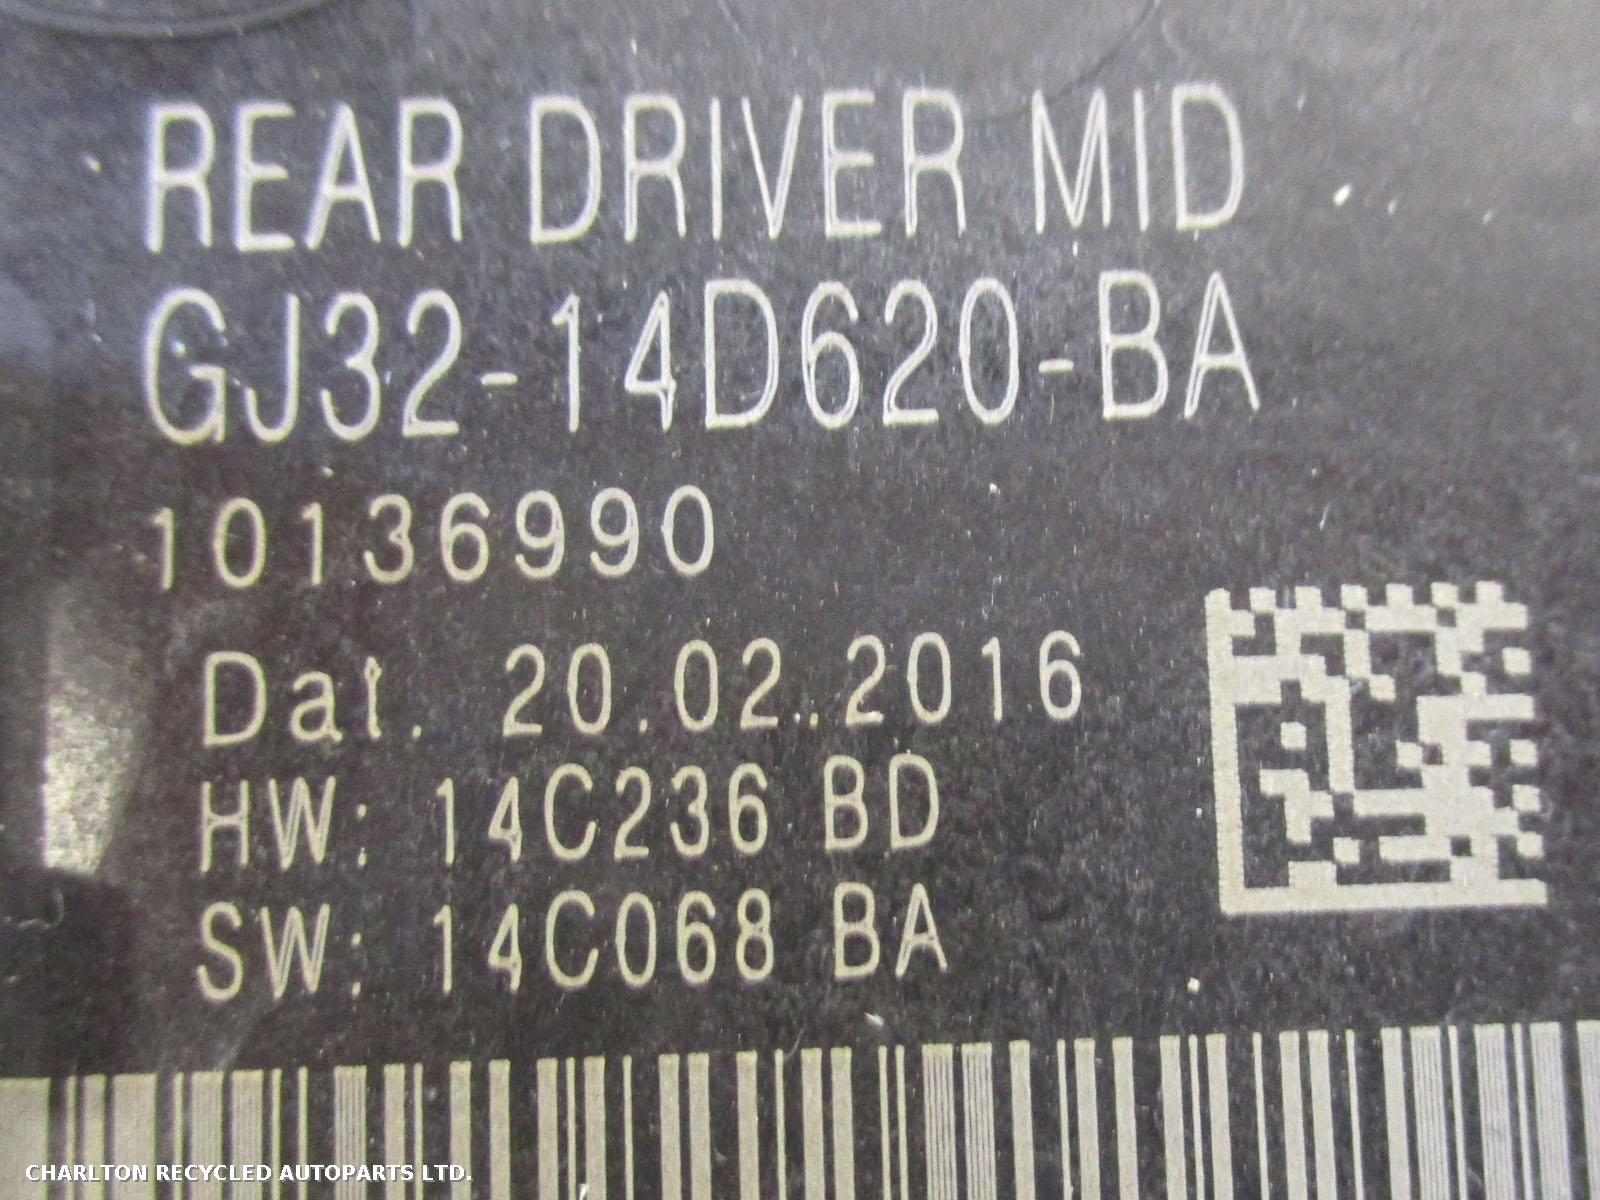 REAR DRIVER MID
GJ32-14D620-BA
10136990
Dat. 20.02.2016
HW: 14C236 BD
SW: 14C068 BA
CHARLTON RECYCLED AUTOPARTS LTD.